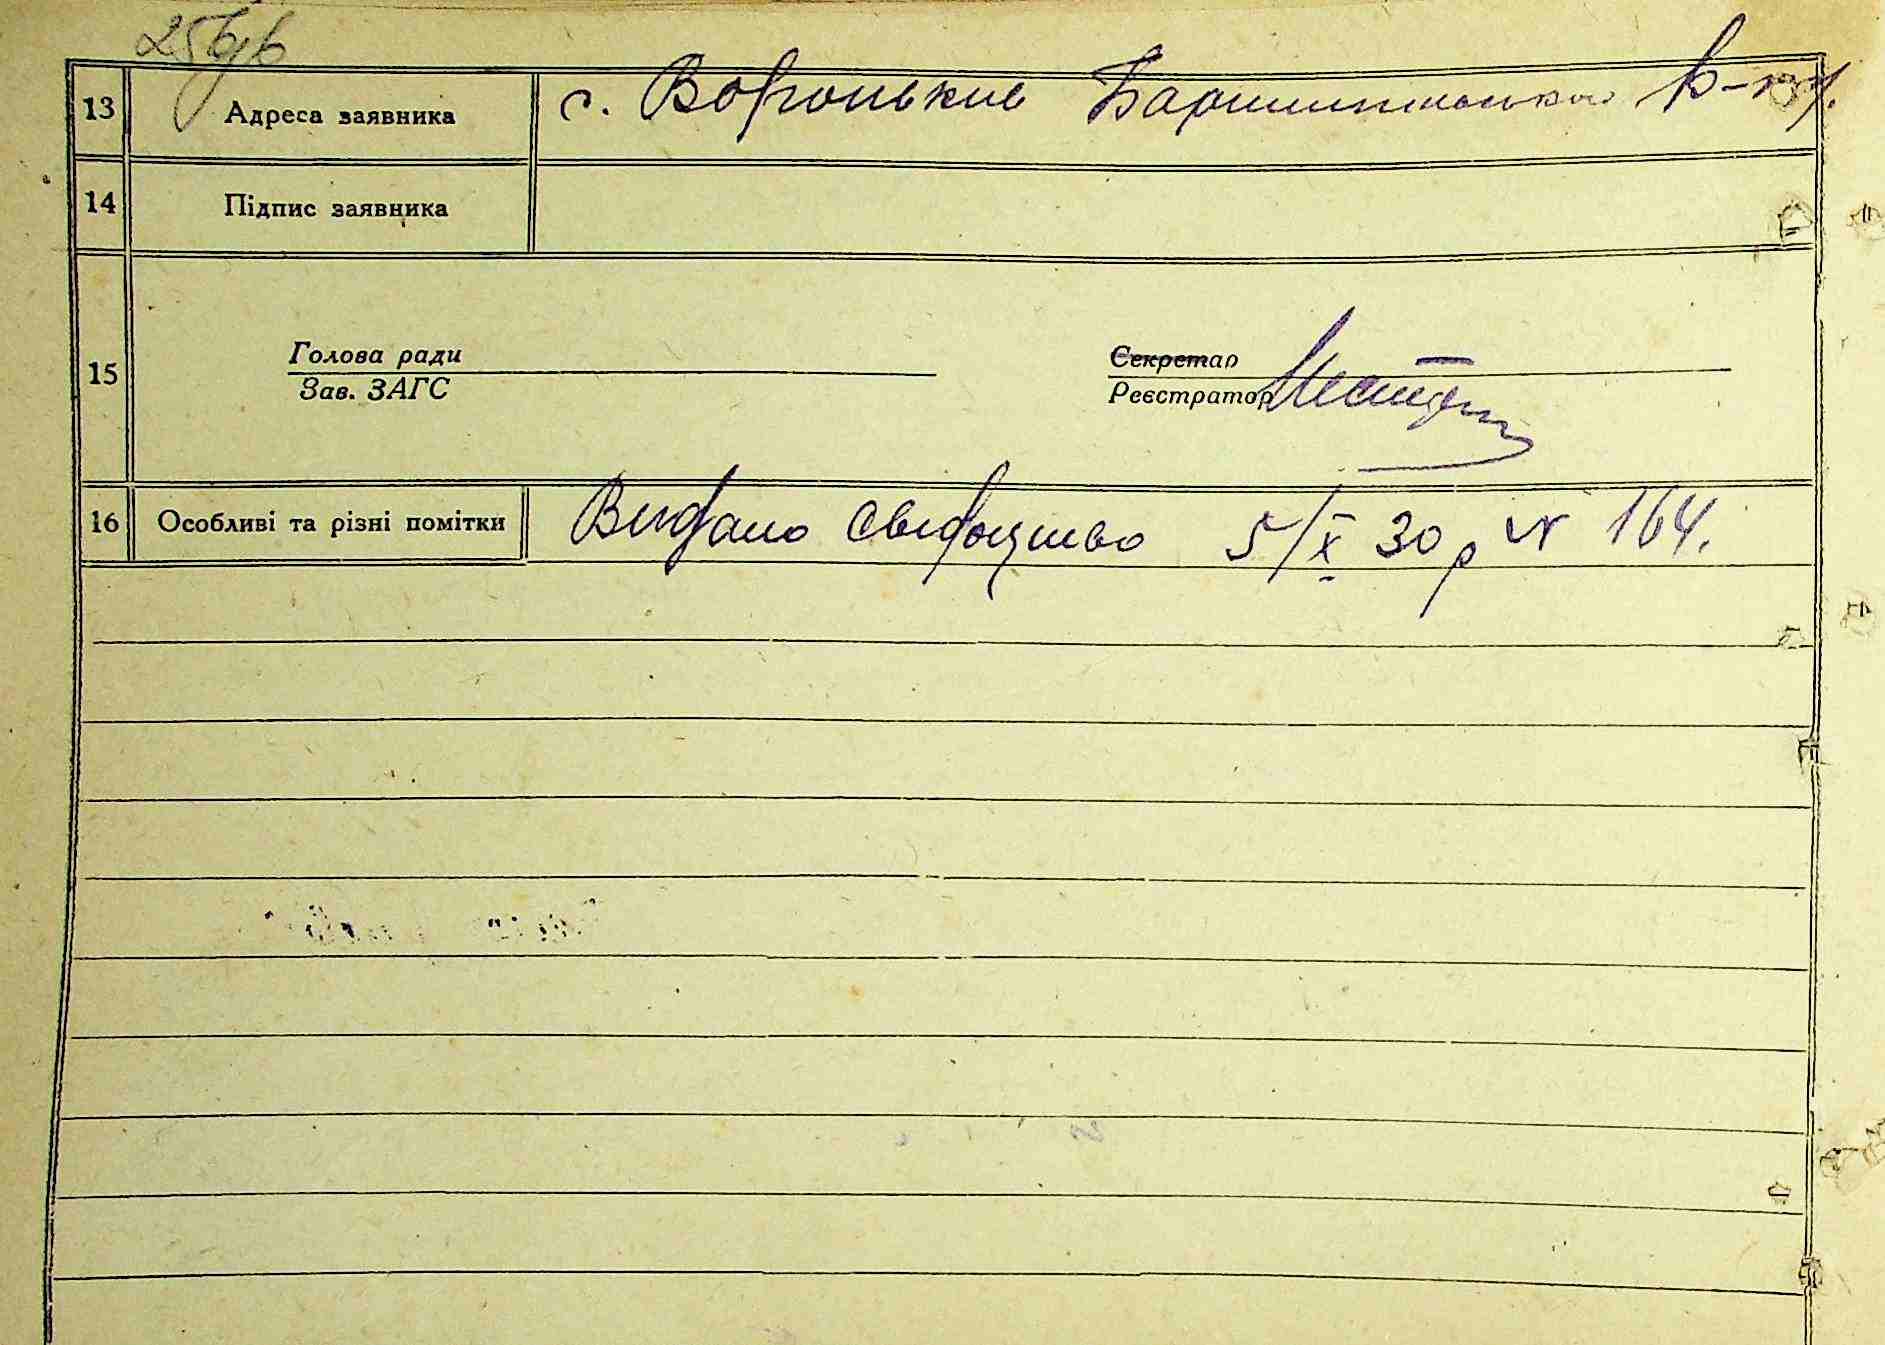 13 Адреса заявника с. Вороньків Баришпільського р-ну.
14 Підпис заявника
Голова ради Секретар
15
Зав. ЗАГС Реєстратор
16 Особливі та різні помітки Видано свідоцтво 5/X 30 р № 164.